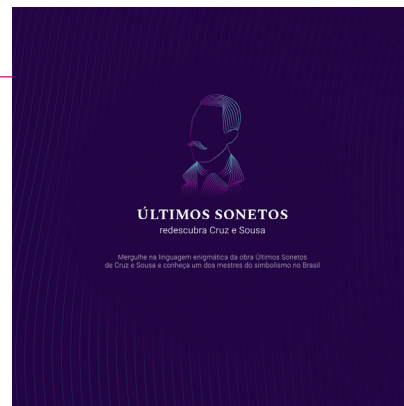 ÚLTIMOS SONETOS
redescubra Cruz e Sousa
Mergulhe na linguagem enigmática da obra Últimos Sonetos
de Cruz e Sousa e conheça um dos mestres do simbolismo no Brasil